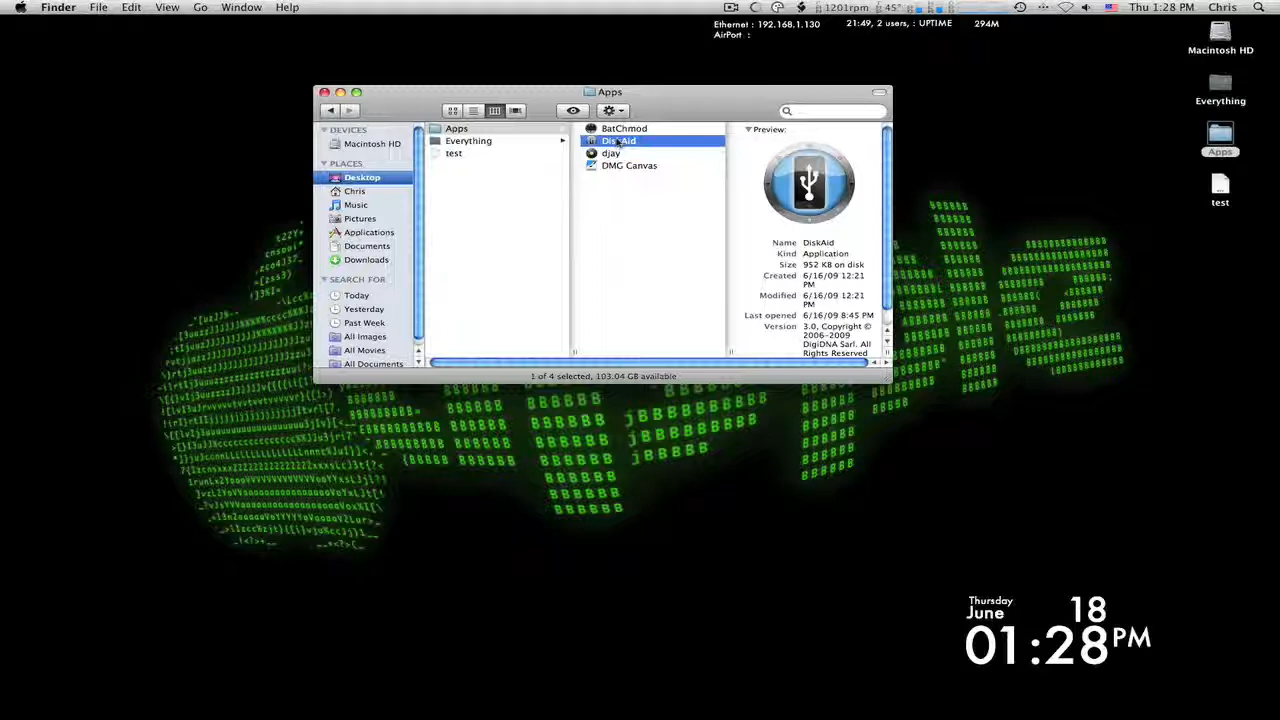 Finder File Edit View Go Window Help
1201rpm 45° Thu 1:28 PM Chris
Ethernet : 192.168.1.130 21:49, 2 users, : UPTIME 294M
AirPort :
Macintosh HD
Everything
Apps
test
Apps
DEVICES
Macintosh HD
PLACES
Desktop
Chris
Music
Pictures
Applications
Documents
Downloads
SEARCH FOR
Today
Yesterday
Past Week
All Images
All Movies
All Documents
Apps
Everything
test
BatChmod
DiskAid
djay
DMG Canvas
Preview:
Name DiskAid
Kind Application
Size 952 KB on disk
Created 6/16/09 12:21
PM
Modified 6/16/09 12:21
PM
Last opened 6/16/09 8:45 PM
Version 3.0, Copyright ©
2006-2009
DigiDNA Sarl. All
Rights Reserved
1 of 4 selected, 103.04 GB available
Thursday
June 18
01:28 PM